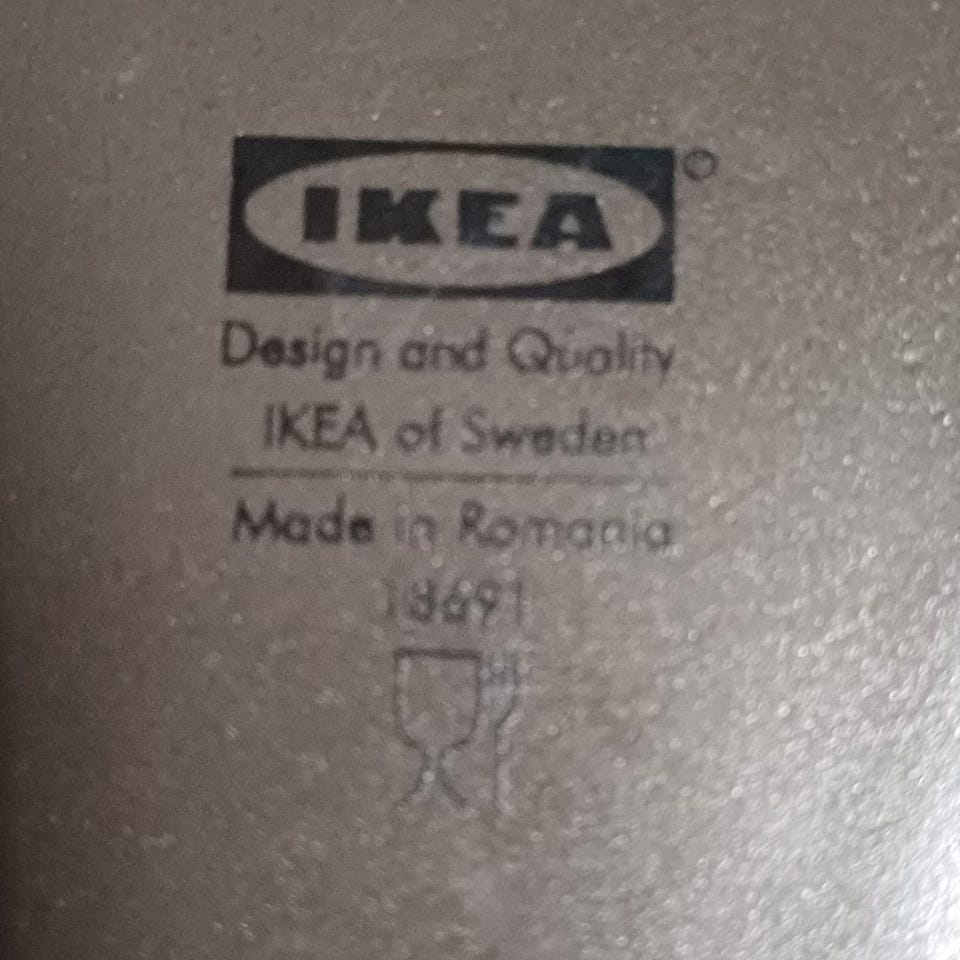 IKEA®
Design and Quality
IKEA of Sweden
Made in Romania
18691